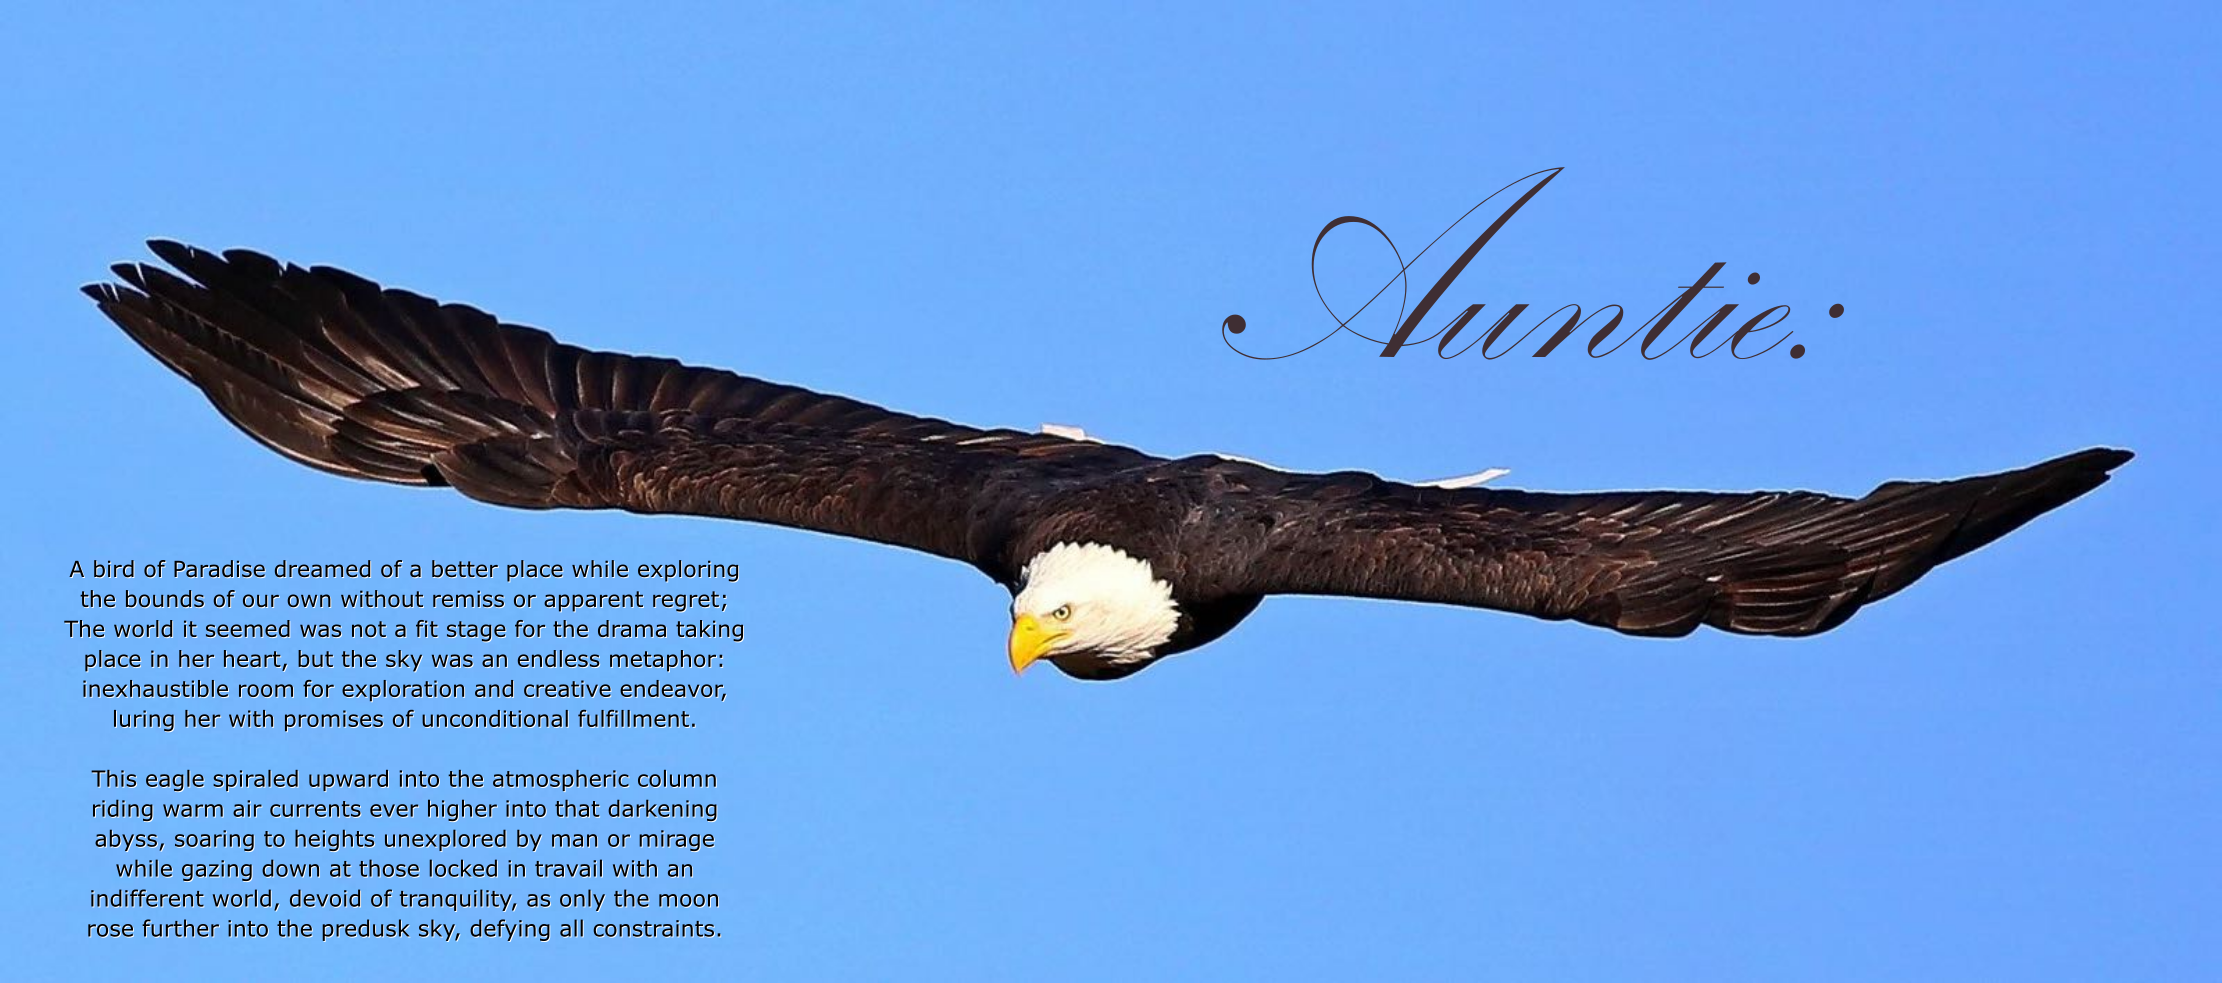 Auntie:
A bird of Paradise dreamed of a better place while exploring
the bounds of our own without remiss or apparent regret;
The world it seemed was not a fit stage for the drama taking
place in her heart, but the sky was an endless metaphor:
inexhaustible room for exploration and creative endeavor,
luring her with promises of unconditional fulfillment.
This eagle spiraled upward into the atmospheric column
riding warm air currents ever higher into that darkening
abyss, soaring to heights unexplored by man or mirage
while gazing down at those locked in travail with an
indifferent world, devoid of tranquility, as only the moon
rose further into the predusk sky, defying all constraints.